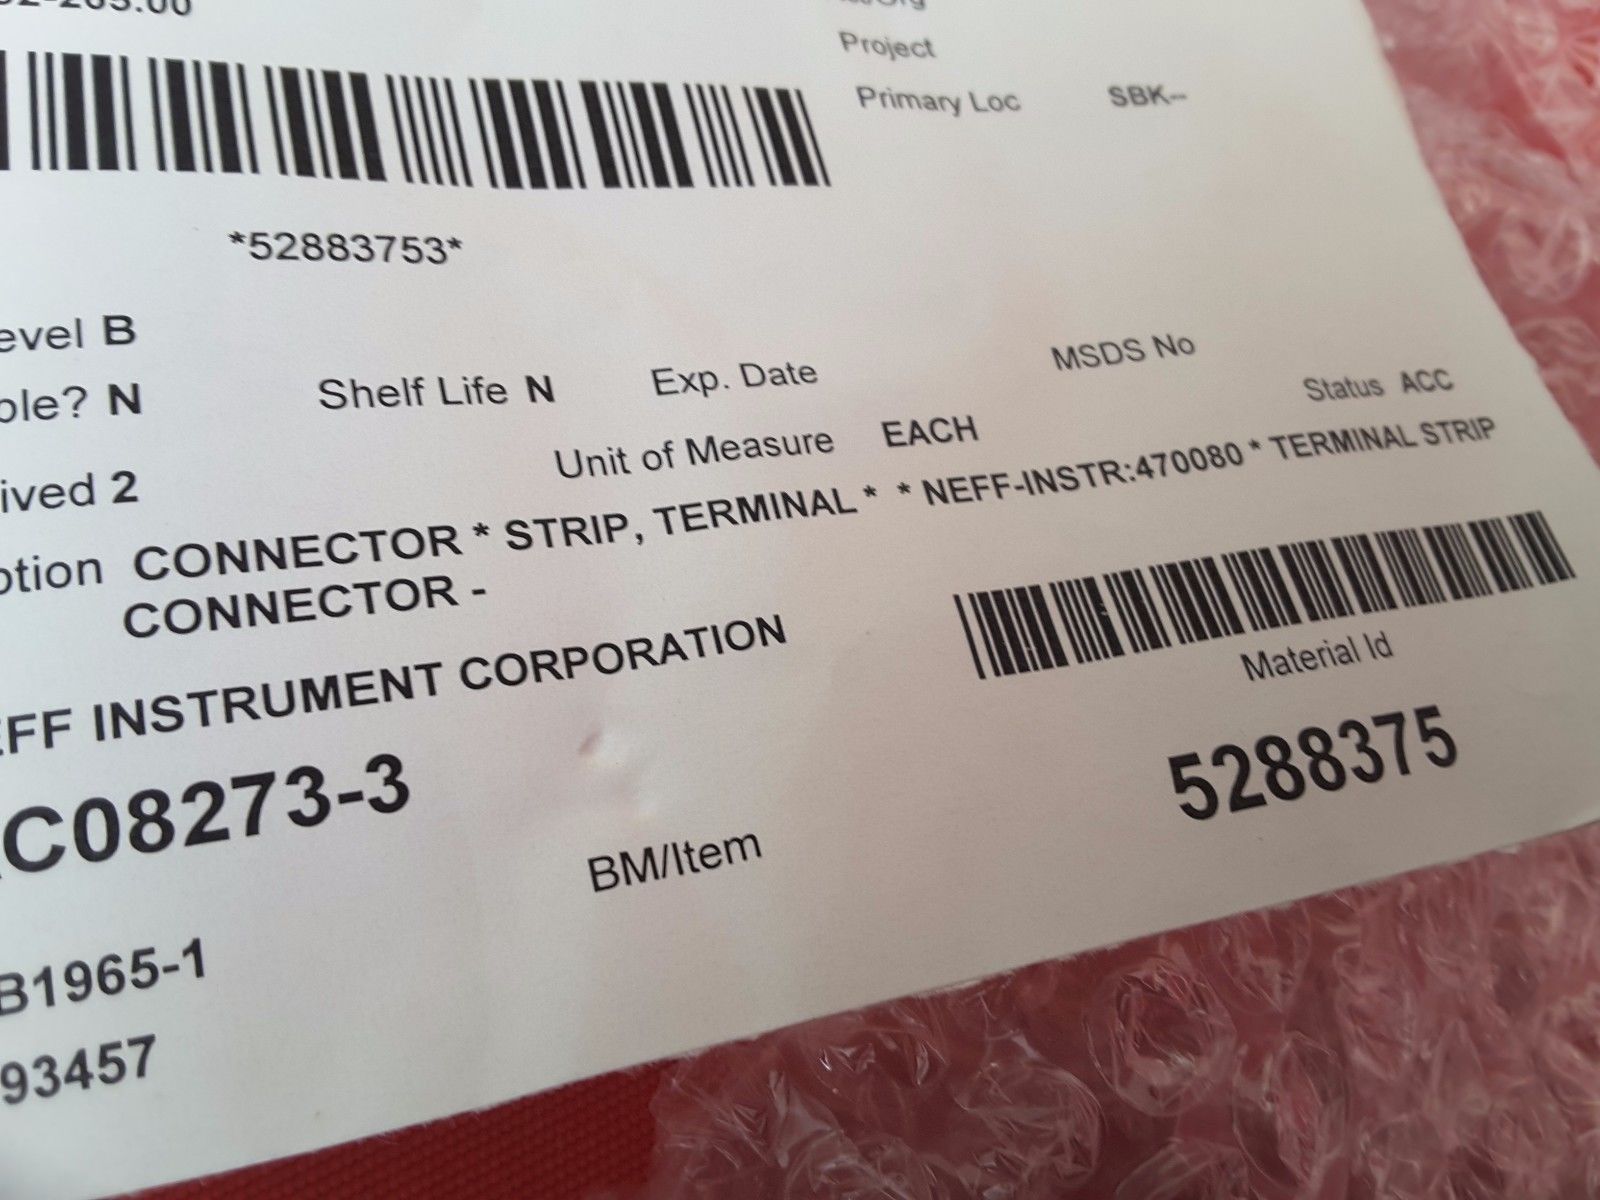 Project
Primary Loc SBK--
*52883753*
evel B
ble? N Shelf Life N Exp. Date MSDS No
Status ACC
ived 2 Unit of Measure EACH
ption CONNECTOR * STRIP, TERMINAL * * NEFF-INSTR:470080 * TERMINAL STRIP
CONNECTOR -
EFF INSTRUMENT CORPORATION
Material Id
C08273-3
5288375
BM/Item
B1965-1
93457